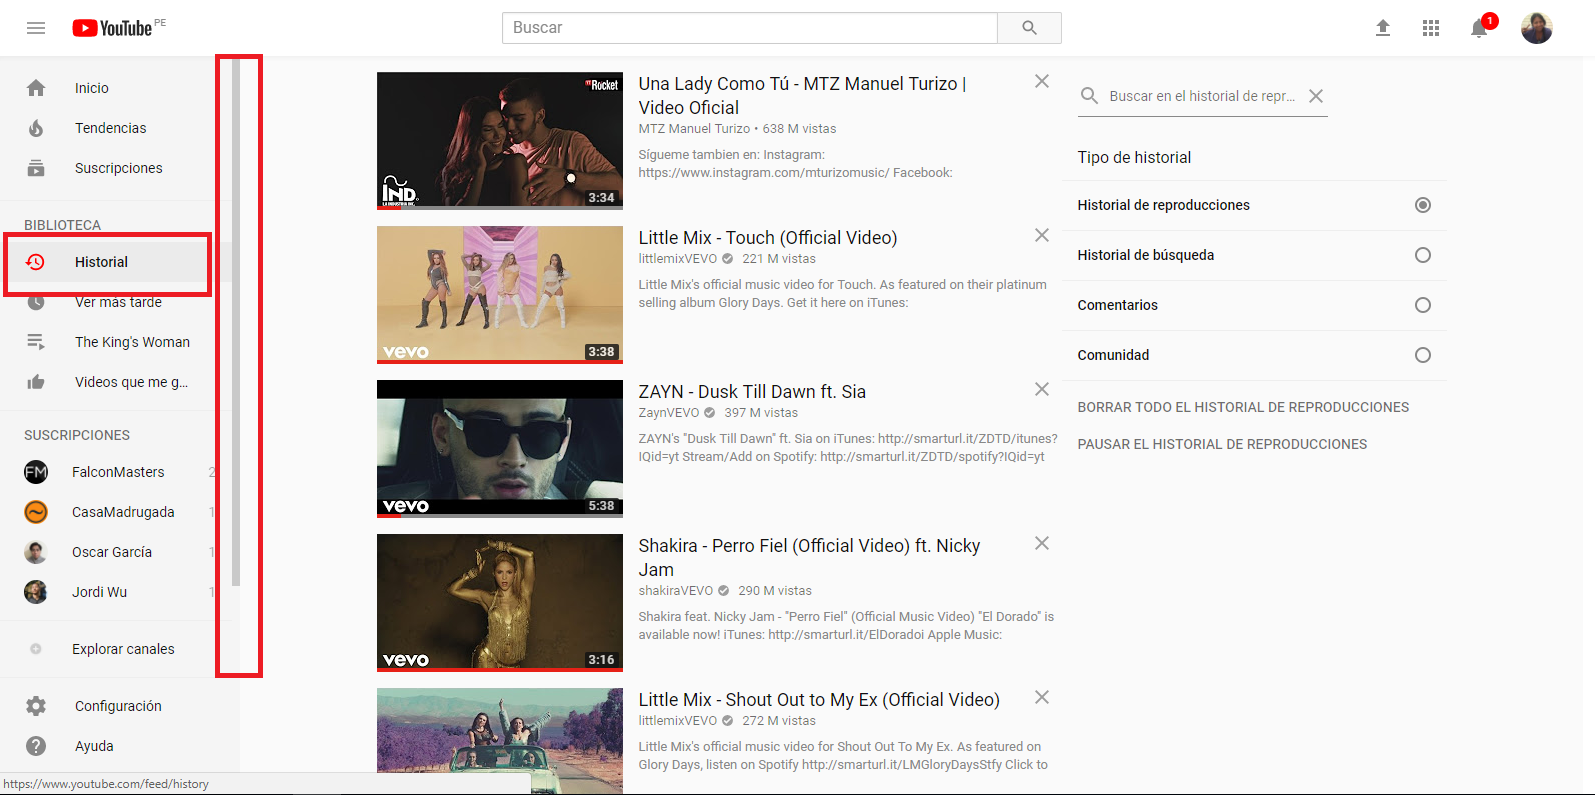 YouTube PE
Buscar
1
Inicio
Tendencias
Suscripciones
BIBLIOTECA
Historial
Ver más tarde
The King's Woman
Videos que me g...
SUSCRIPCIONES
FM
FalconMasters 2
CasaMadrugada 1
Oscar García 1
Jordi Wu 1
Explorar canales
Configuración
Ayuda
https://www.youtube.com/feed/history
Rocket
IND.
LA INDUSTRIA INC.
3:34
Una Lady Como Tú - MTZ Manuel Turizo |
Video Oficial
MTZ Manuel Turizo • 638 M vistas
Sígueme tambien en: Instagram:
https://www.instagram.com/mturizomusic/ Facebook:
vevo
3:38
Little Mix - Touch (Official Video)
littlemixVEVO 221 M vistas
Little Mix's official music video for Touch. As featured on their platinum
selling album Glory Days. Get it here on iTunes:
vevo
5:38
ZAYN - Dusk Till Dawn ft. Sia
ZaynVEVO 397 M vistas
ZAYN's "Dusk Till Dawn" ft. Sia on iTunes: http://smarturl.it/ZDTD/itunes?
IQid=yt Stream/Add on Spotify: http://smarturl.it/ZDTD/spotify?IQid=yt
vevo
3:16
Shakira - Perro Fiel (Official Video) ft. Nicky
Jam
shakiraVEVO 290 M vistas
Shakira feat. Nicky Jam - "Perro Fiel" (Official Music Video) "El Dorado" is
available now! iTunes: http://smarturl.it/ElDoradoi Apple Music:
Little Mix - Shout Out to My Ex (Official Video)
littlemixVEVO 272 M vistas
Little Mix's official music video for Shout Out To My Ex. As featured on
Glory Days, listen on Spotify http://smarturl.it/LMGloryDaysStfy Click to
Buscar en el historial de repr...
Tipo de historial
Historial de reproducciones
Historial de búsqueda
Comentarios
Comunidad
BORRAR TODO EL HISTORIAL DE REPRODUCCIONES
PAUSAR EL HISTORIAL DE REPRODUCCIONES